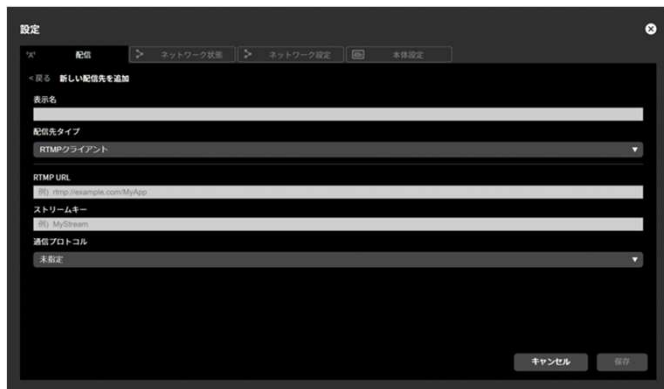 設定
配信 ネットワーク状態 ネットワーク設定 本体設定
<戻る 新しい配信先を追加
表示名
配信先タイプ
RTMPクライアント
RTMP URL
例) rtmp://example.com/MyApp
ストリームキー
例) MyStream
通信プロトコル
未指定
キャンセル 保存